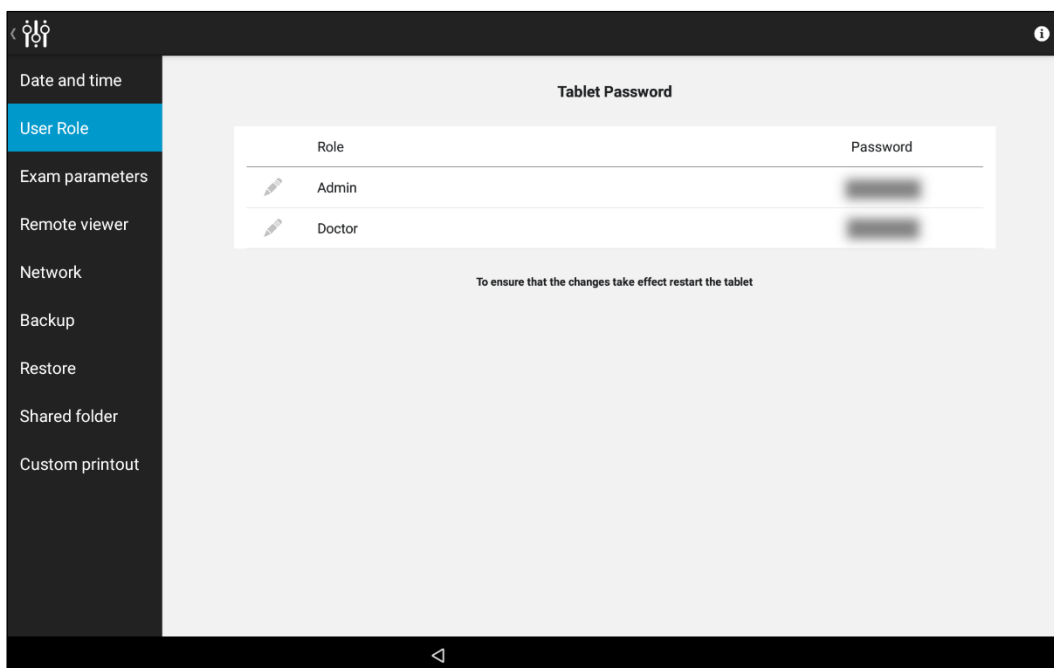 Date and time
User Role
Exam parameters
Remote viewer
Network
Backup
Restore
Shared folder
Custom printout
Tablet Password
Role Password
Admin
Doctor
To ensure that the changes take effect restart the tablet